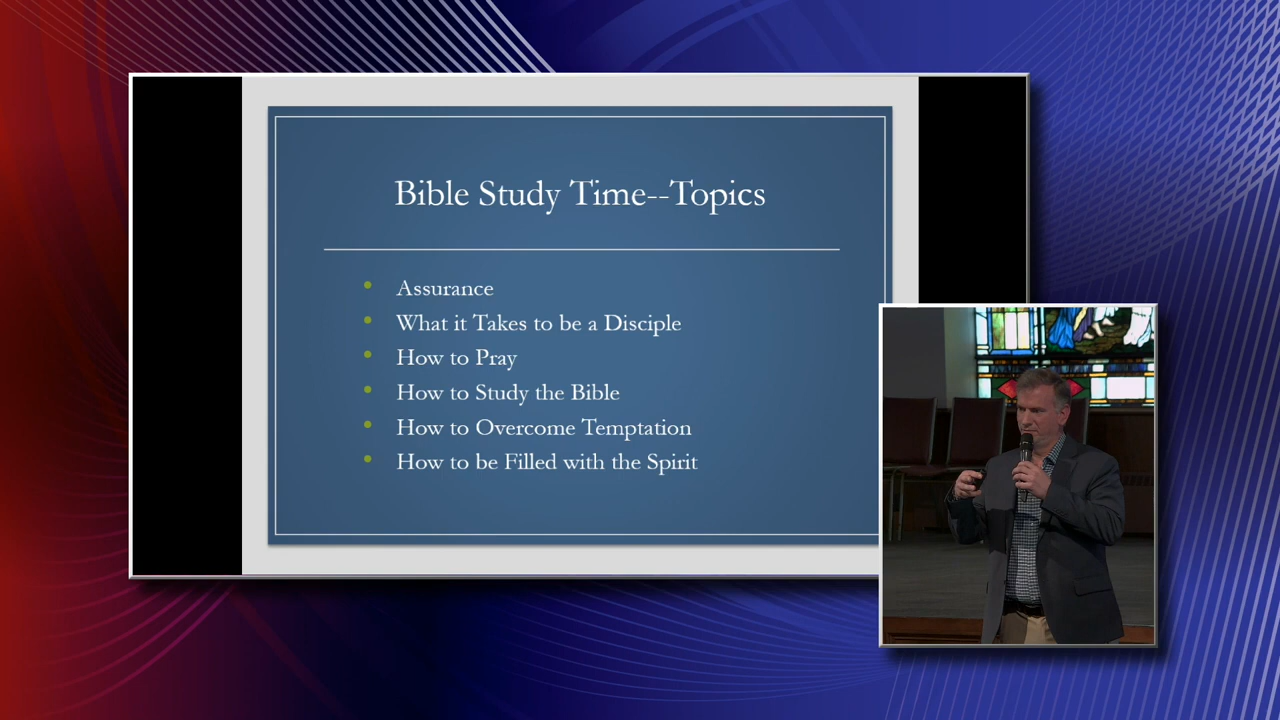 Bible Study Time--Topics
Assurance
What it Takes to be a Disciple
How to Pray
How to Study the Bible
How to Overcome Temptation
How to be Filled with the Spirit